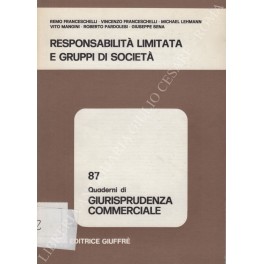 REMO FRANCESCHELLI · VINCENZO FRANCESCHELLI · MICHAEL LEHMANN
VITO MANGINI · ROBERTO PARDOLESI · GIUSEPPE SENA
RESPONSABILITÀ LIMITATA
E GRUPPI DI SOCIETÀ
87
Quaderni di
GIURISPRUDENZA
COMMERCIALE
EDITRICE GIUFFRÈ